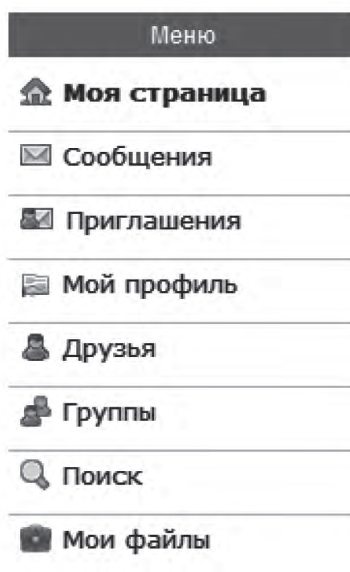 Меню
Моя страница
Сообщения
Приглашения
Мой профиль
Друзья
Группы
Поиск
Мои файлы